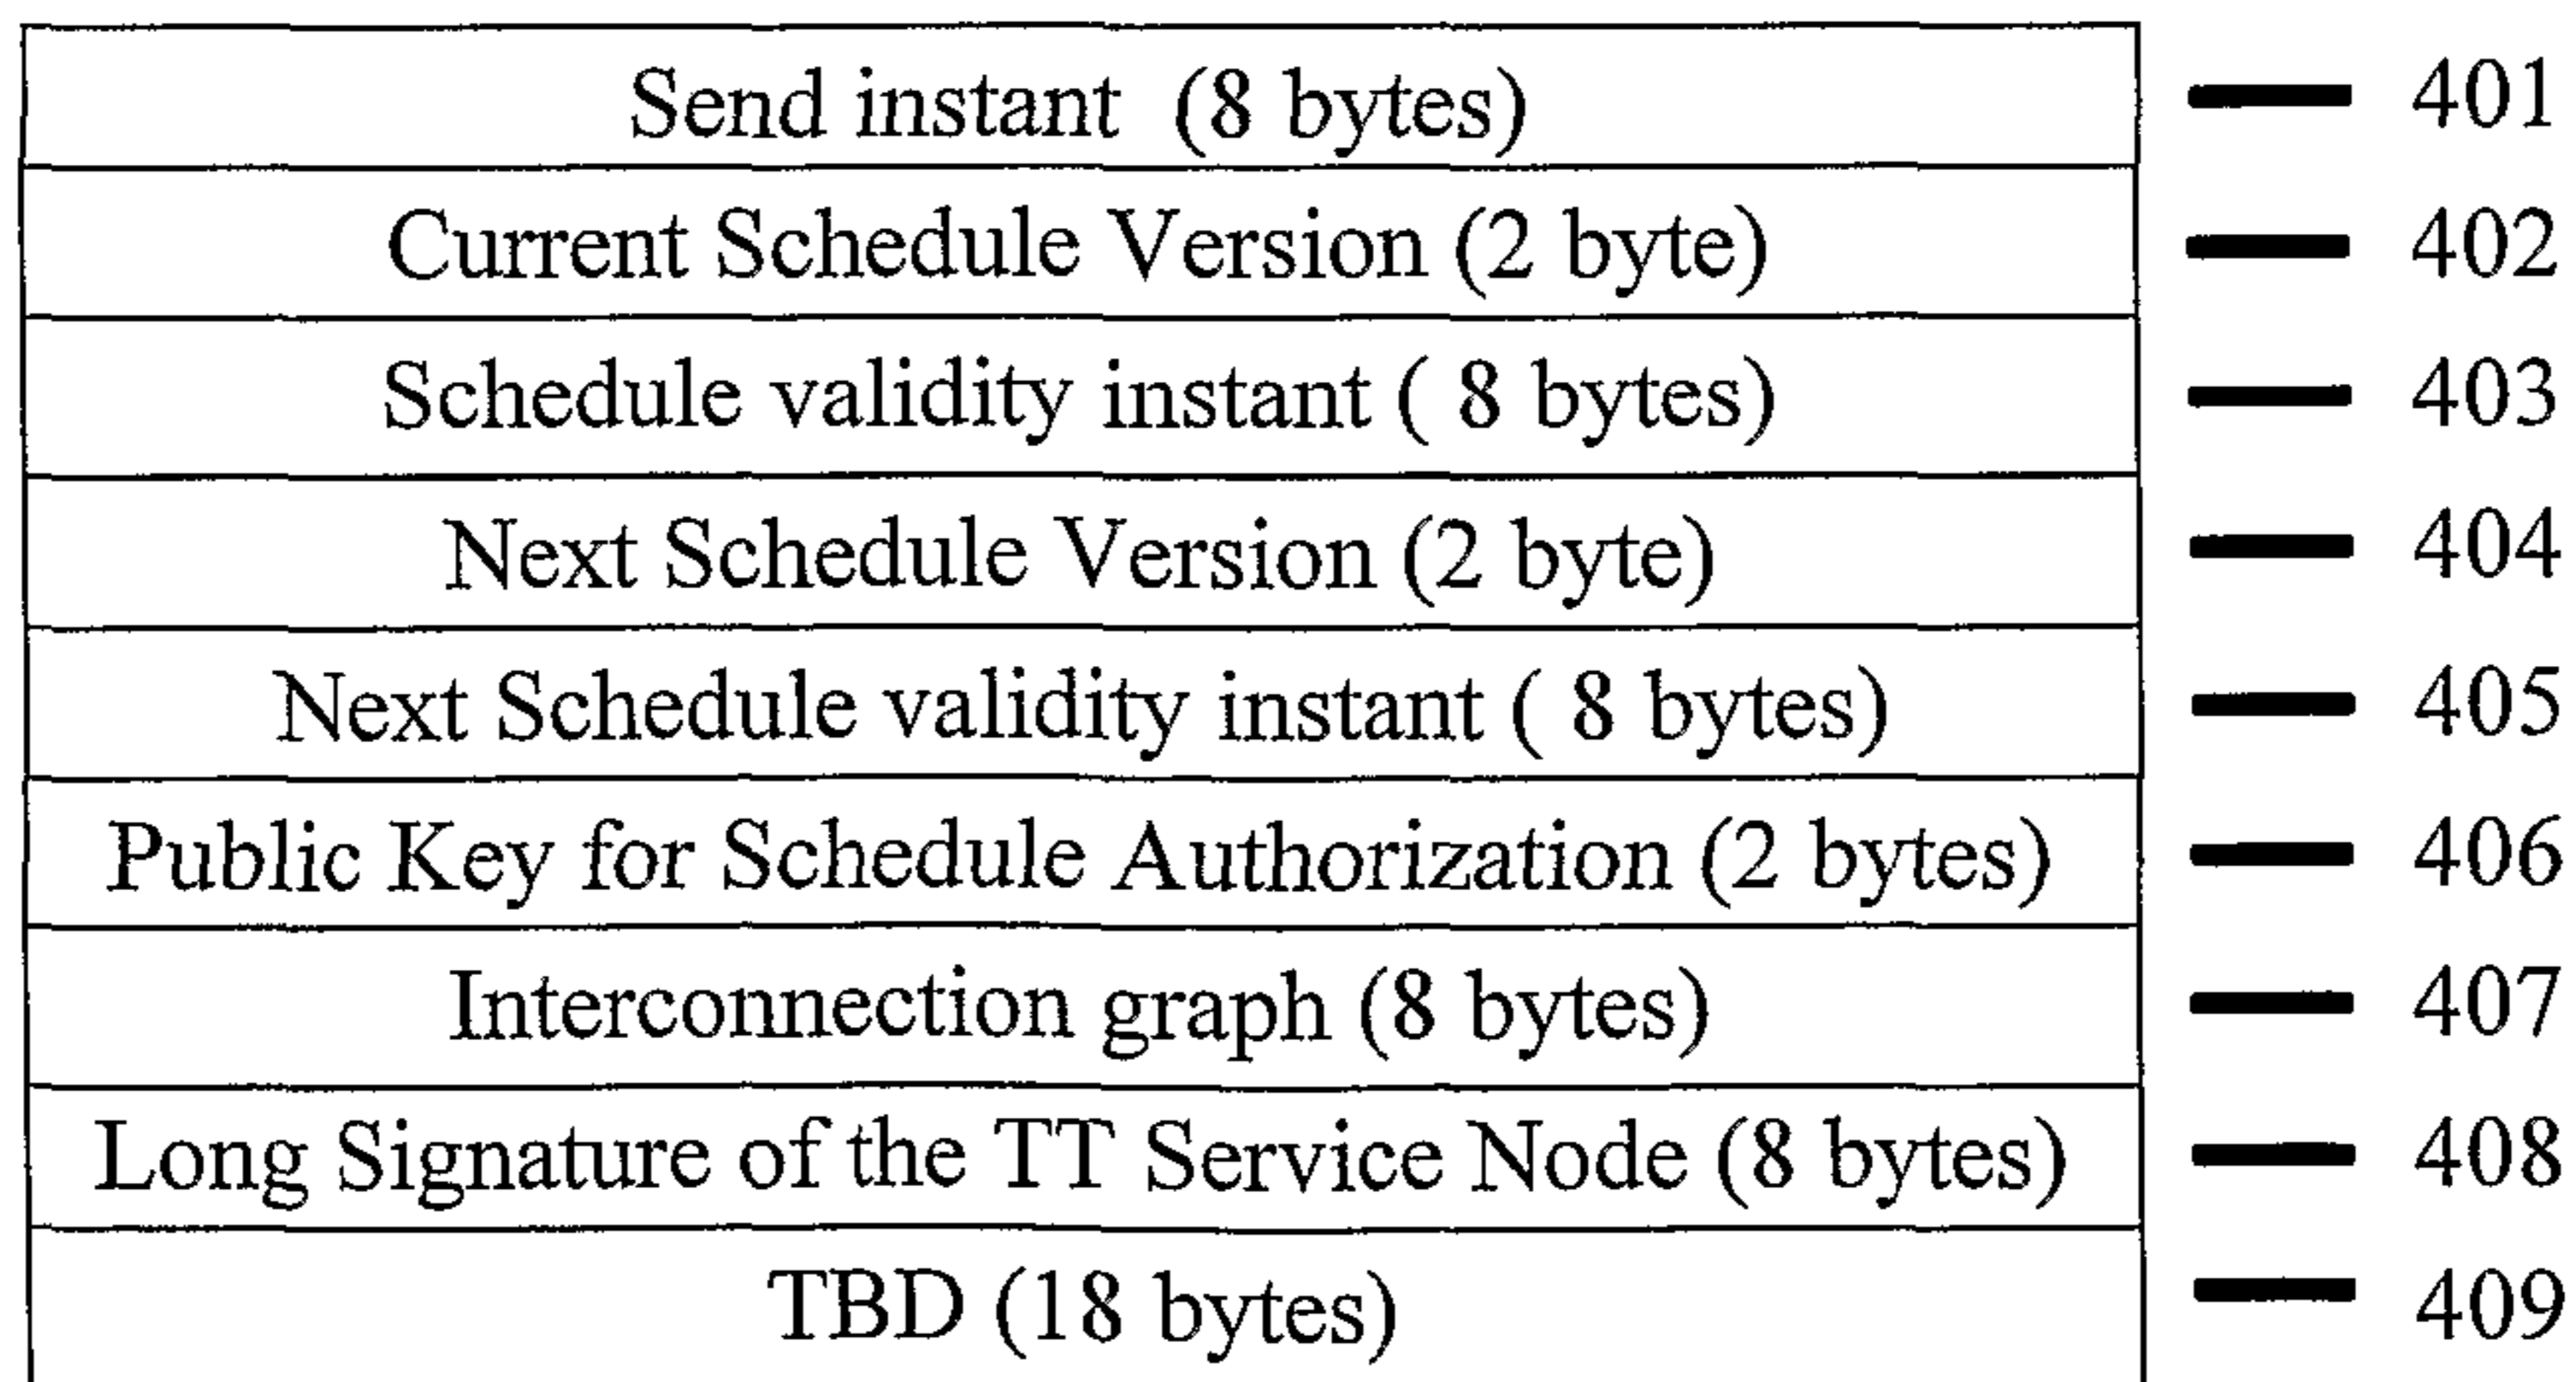 Send instant (8 bytes) 401
Current Schedule Version (2 byte) 402
Schedule validity instant ( 8 bytes) 403
Next Schedule Version (2 byte) 404
Next Schedule validity instant ( 8 bytes) 405
Public Key for Schedule Authorization (2 bytes) 406
Interconnection graph (8 bytes) 407
Long Signature of the TT Service Node (8 bytes) 408
TBD (18 bytes) 409